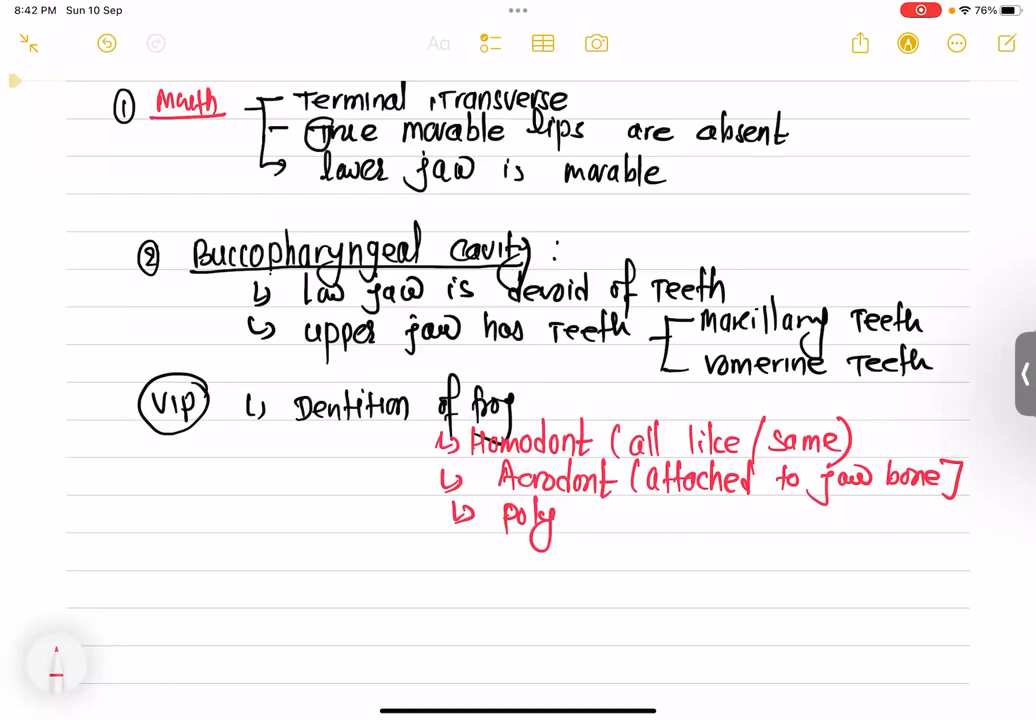 8:42 PM Sun 10 Sep
76%
Aa
① Mouth Terminal, Transverse
True movable lips are absent
lower jaw is movable
② Buccopharyngeal cavity :
↳ Low jaw is devoid of Teeth
↳ upper jaw has Teeth maxillary Teeth
vomerine Teeth
VIP ↳ Dentition of frog
↳ Homodont (all like/same)
↳ Acrodont (attached to jaw bone]
↳ poly